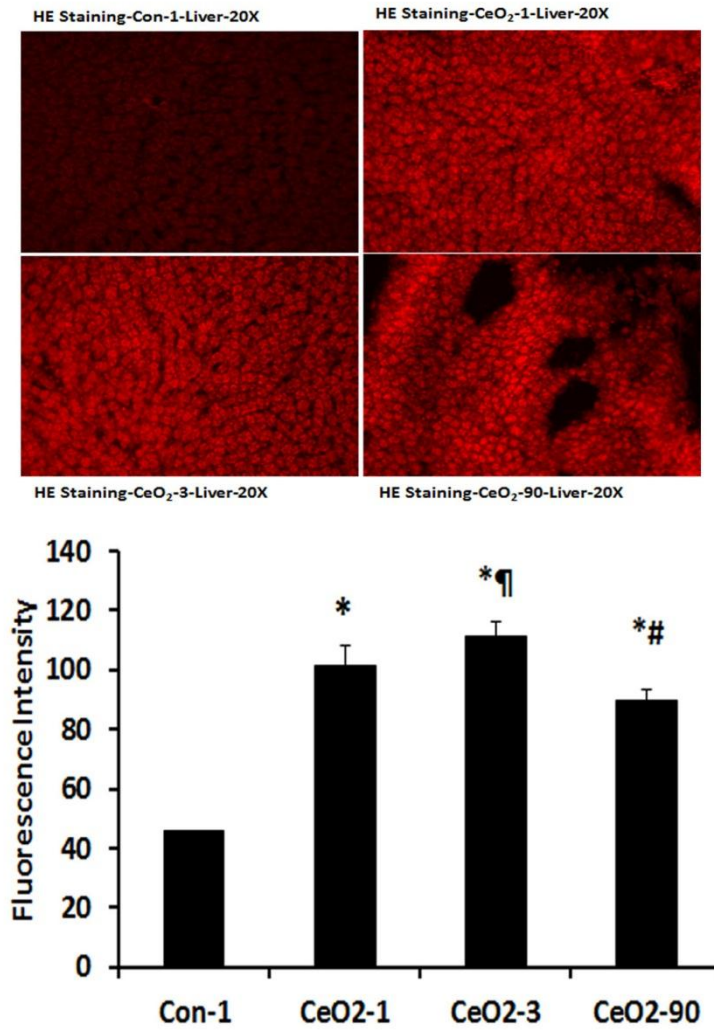 HE Staining-Con-1-Liver-20X
HE Staining-CeO₂-1-Liver-20X
HE Staining-CeO₂-3-Liver-20X
HE Staining-CeO₂-90-Liver-20X
Fluorescence Intensity
140
120
100
80
60
40
20
0
*
*¶
*#
Con-1
CeO2-1
CeO2-3
CeO2-90